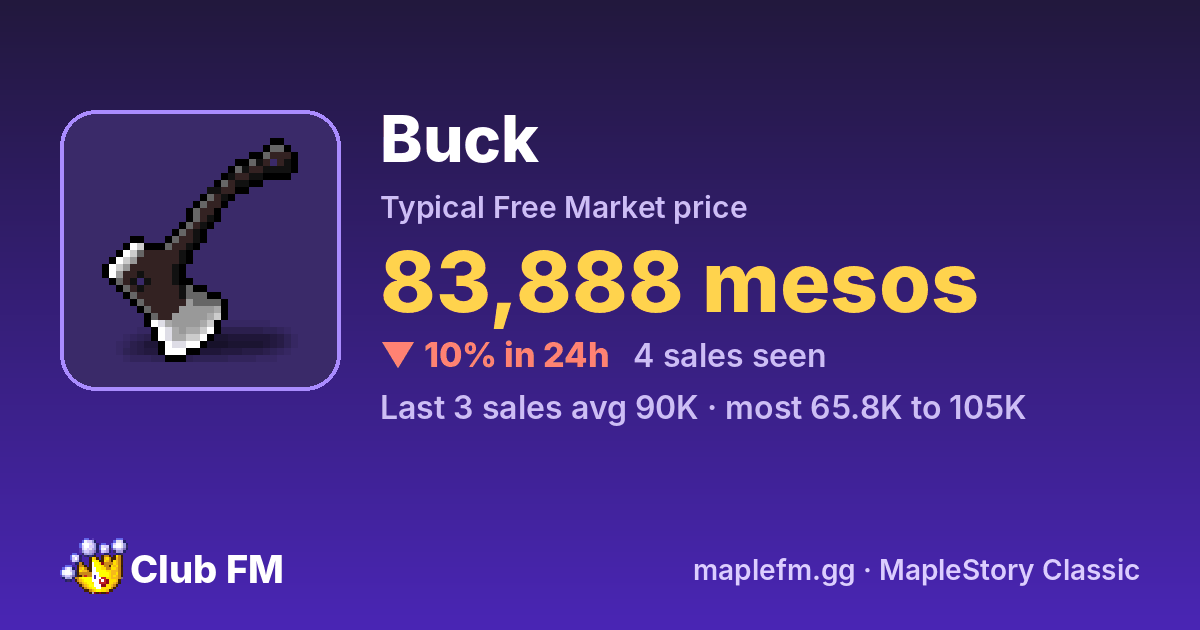 Buck
Typical Free Market price
83,888 mesos
▼ 10% in 24h 4 sales seen
Last 3 sales avg 90K · most 65.8K to 105K
Club FM
maplefm.gg · MapleStory Classic